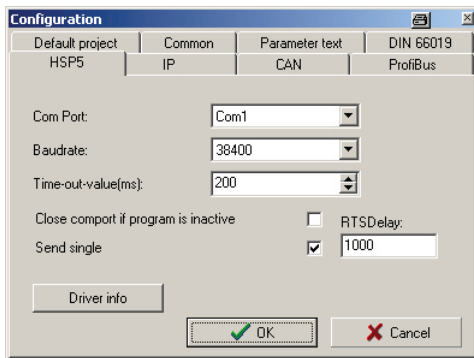 Configuration
Default project Common Parameter text DIN 66019
HSP5 IP CAN ProfiBus
Com Port: Com1
Baudrate: 38400
Time-out-value(ms): 200
Close comport if program is inactive RTSDelay:
Send single 1000
Driver info
OK Cancel